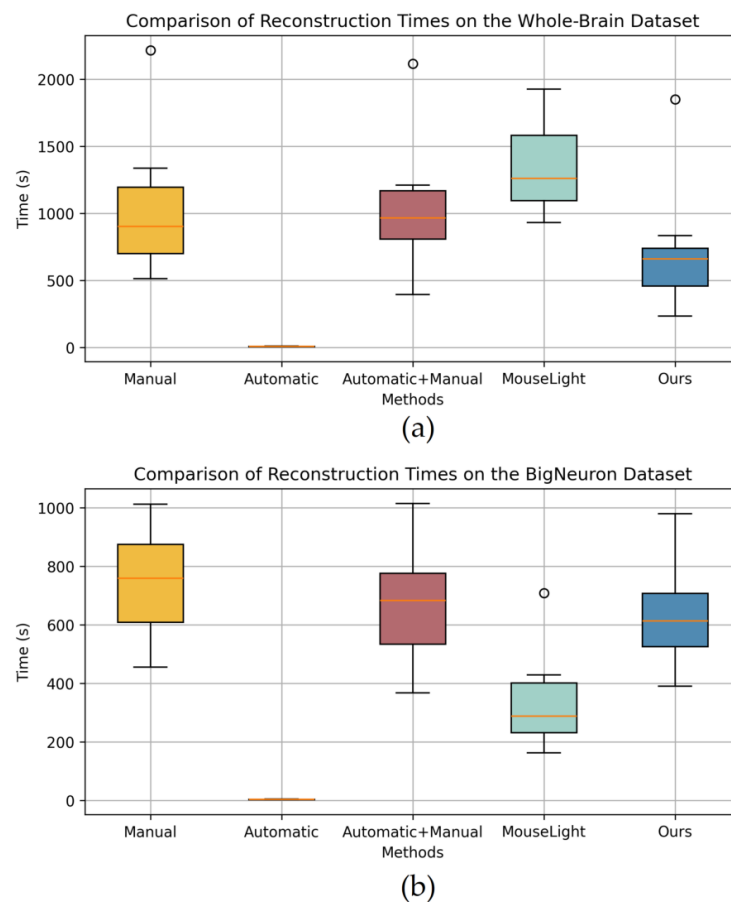 Comparison of Reconstruction Times on the Whole-Brain Dataset
Time (s)
2000
1500
1000
500
0
Manual Automatic Automatic+Manual MouseLight Ours
Methods
(a)
Comparison of Reconstruction Times on the BigNeuron Dataset
Time (s)
1000
800
600
400
200
0
Manual Automatic Automatic+Manual MouseLight Ours
Methods
(b)